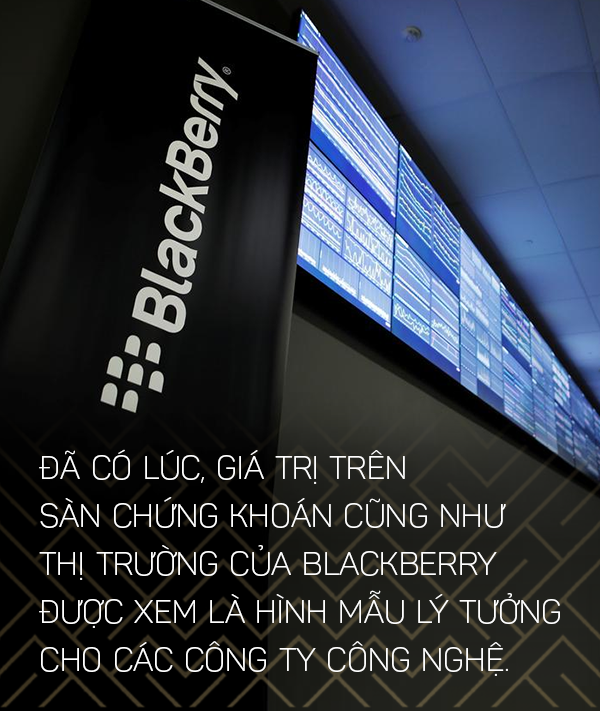 BlackBerry®
ĐÃ CÓ LÚC, GIÁ TRỊ TRÊN
SÀN CHỨNG KHOÁN CŨNG NHƯ
THỊ TRƯỜNG CỦA BLACKBERRY
ĐƯỢC XEM LÀ HÌNH MẪU LÝ TƯỞNG
CHO CÁC CÔNG TY CÔNG NGHỆ.